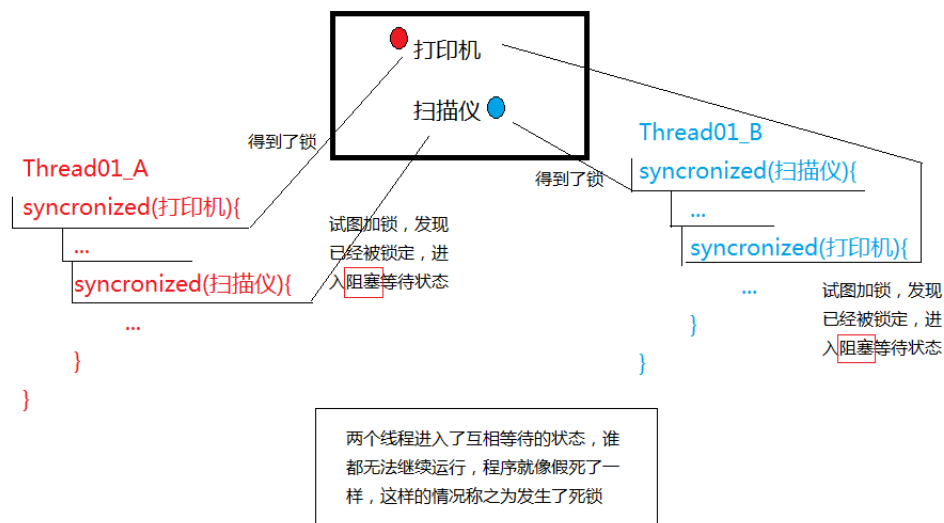 打印机
扫描仪
得到了锁
Thread01_A
syncronized(打印机){
...
syncronized(扫描仪){
...
}
}
试图加锁，发现
已经被锁定，进
入阻塞等待状态
得到了锁
Thread01_B
syncronized(扫描仪){
...
syncronized(打印机){
...
}
}
试图加锁，发现
已经被锁定，进
入阻塞等待状态
两个线程进入了互相等待的状态，谁
都无法继续运行，程序就像假死了一
样，这样的情况称之为发生了死锁